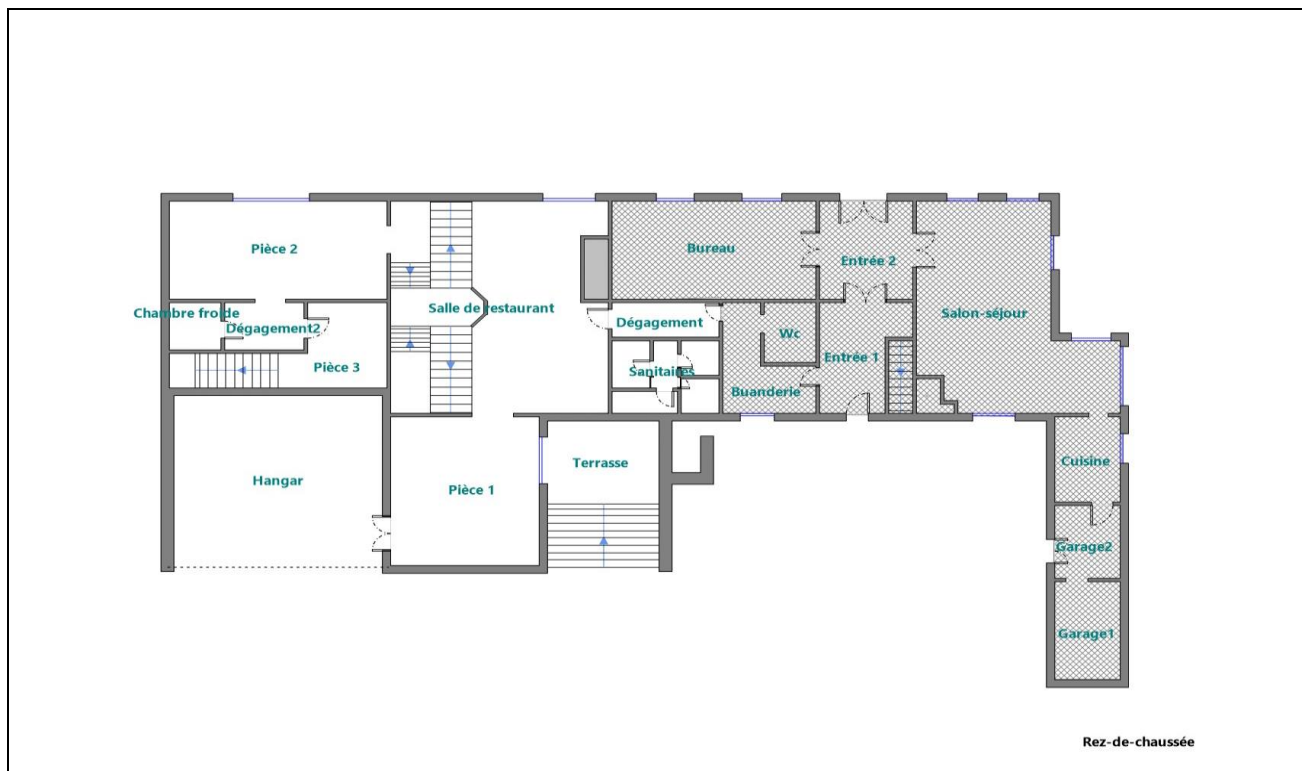 Pièce 2
Bureau
Entrée 2
Chambre froide
Salle de restaurant
Salon-séjour
Dégagement2
Dégagement
Wc
Pièce 3
Sanitaires
Entrée 1
Buanderie
Hangar
Pièce 1
Terrasse
Cuisine
Garage2
Garage1
Rez-de-chaussée